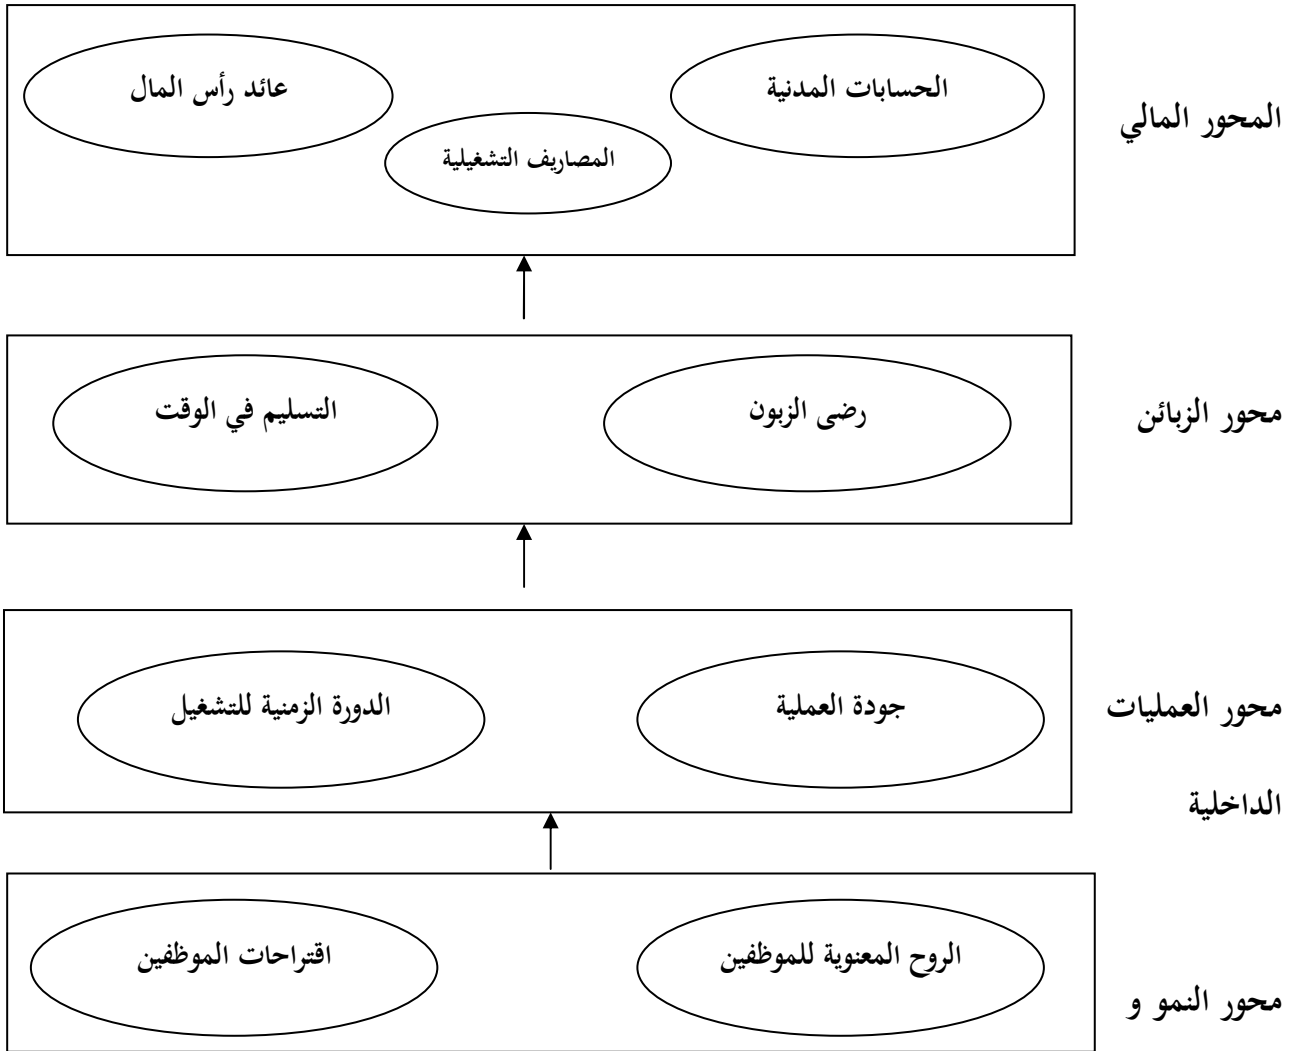 المحور المالي
الحسابات المدنية
عائد رأس المال
المصاريف التشغيلية
محور الزبائن
رضى الزبون
التسليم في الوقت
محور العمليات
الداخلية
جودة العملية
الدورة الزمنية للتشغيل
محور النمو و
الروح المعنوية للموظفين
اقتراحات الموظفين